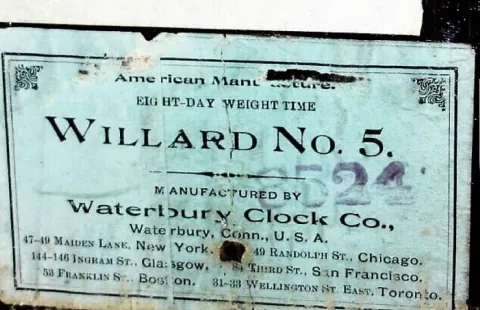 American Manufacture.
EIGHT-DAY WEIGHT TIME
WILLARD NO. 5.
MANUFACTURED BY
8524
Waterbury Clock Co.,
Waterbury, Conn., U. S. A.
47-49 MAIDEN LANE, New York. 49 RANDOLPH ST., Chicago.
144-146 INGRAM ST., Glasgow. THIRD ST., San Francisco.
53 FRANKLIN ST., Boston. 31-33 WELLINGTON ST. EAST, Toronto.